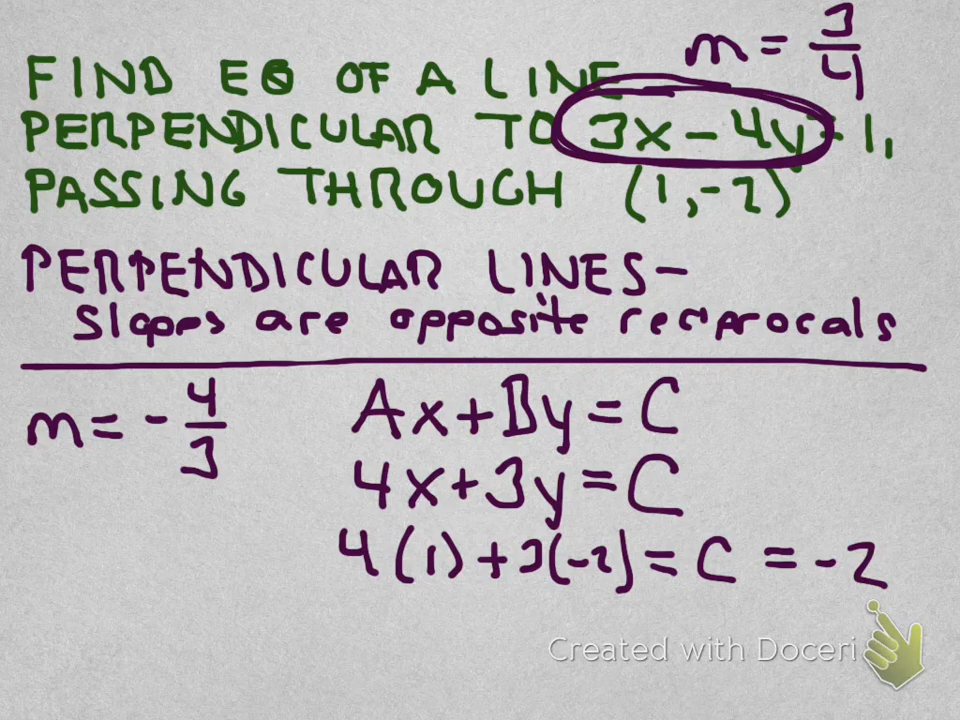 m = 3/4
FIND EQ OF A LINE
PERPENDICULAR TO 3x - 4y = 1,
PASSING THROUGH (1, -2)
PERPENDICULAR LINES-
Slopes are opposite reciprocals
m = - 4/3
Ax + By = C
4x + 3y = C
4(1) + 3(-2) = C = -2
Created with Doceri